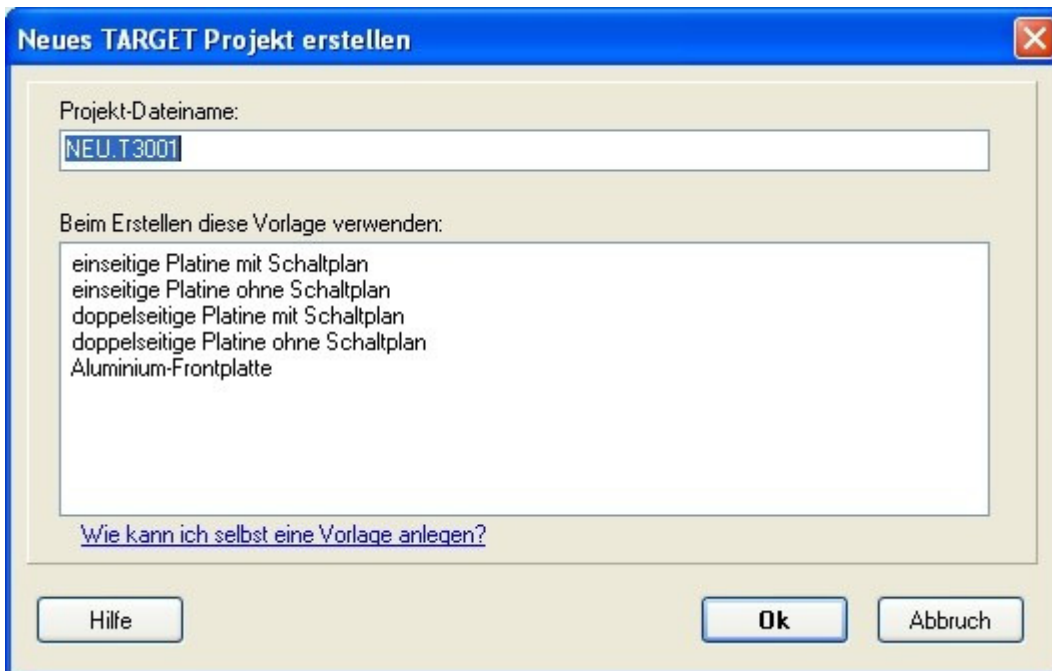 Neues TARGET Projekt erstellen
Projekt-Dateiname:
NEU.T3001
Beim Erstellen diese Vorlage verwenden:
einseitige Platine mit Schaltplan
einseitige Platine ohne Schaltplan
doppelseitige Platine mit Schaltplan
doppelseitige Platine ohne Schaltplan
Aluminium-Frontplatte
Wie kann ich selbst eine Vorlage anlegen?
Hilfe Ok Abbruch